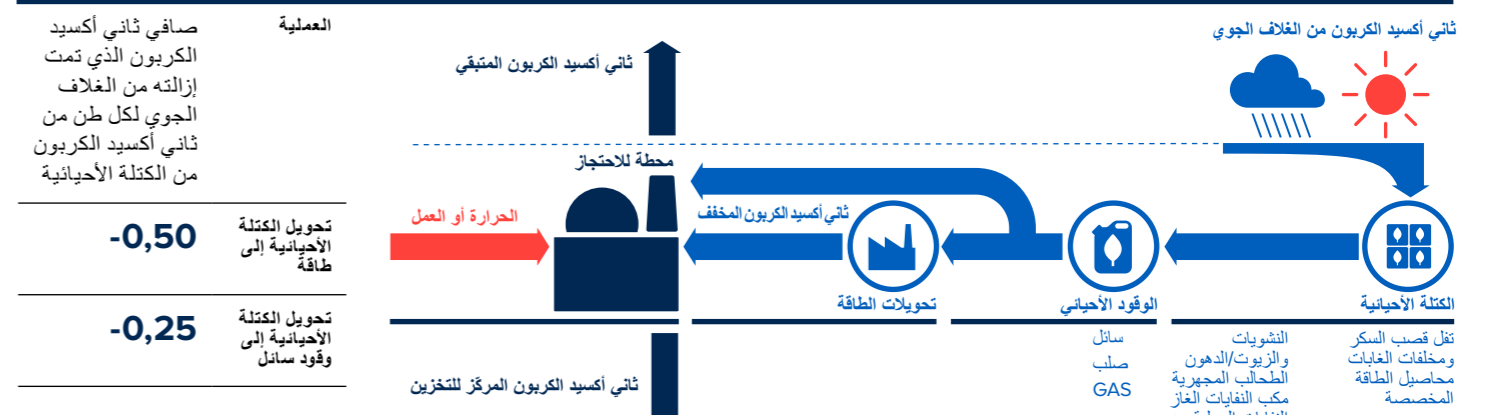 ثاني أكسيد الكربون من الغلاف الجوي
ثاني أكسيد الكربون المتبقي
محطة للاحتجاز
الحرارة أو العمل
ثاني أكسيد الكربون المخفف
الكتلة الأحيائية
الوقود الأحيائي
تحويلات الطاقة
تفل قصب السكر
ومخلفات الغابات
محاصيل الطاقة
المخصصة
النشويات
والزيوت/الدهون
الطحالب المجهرية
مكب النفايات الغاز
سائل
صلب
GAS
ثاني أكسيد الكربون المركّز للتخزين
العملية
صافي ثاني أكسيد
الكربون الذي تمت
إزالته من الغلاف
الجوي لكل طن من
ثاني أكسيد الكربون
من الكتلة الأحيائية
تحويل الكتلة
الأحيائية إلى
طاقة
-0,50
تحويل الكتلة
الأحيائية إلى
وقود سائل
-0,25